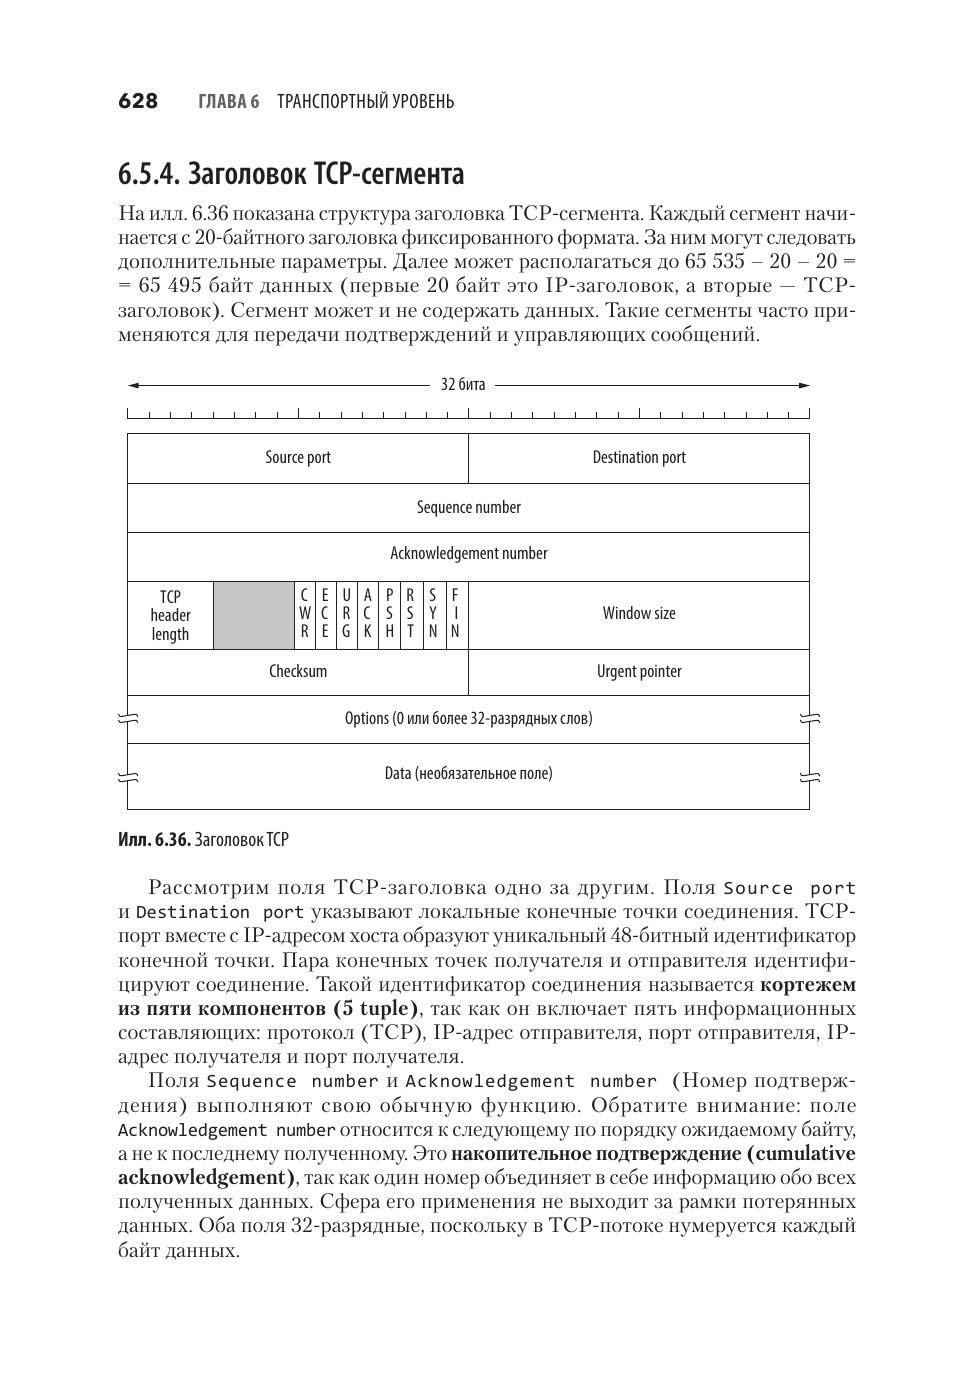 628 ГЛАВА 6 ТРАНСПОРТНЫЙ УРОВЕНЬ
6.5.4. Заголовок TCP-сегмента
На илл. 6.36 показана структура заголовка TCP-сегмента. Каждый сегмент начи-
нается с 20-байтного заголовка фиксированного формата. За ним могут следовать
дополнительные параметры. Далее может располагаться до 65 535 – 20 – 20 =
= 65 495 байт данных (первые 20 байт это IP-заголовок, а вторые — TCP-
заголовок). Сегмент может и не содержать данных. Такие сегменты часто при-
меняются для передачи подтверждений и управляющих сообщений.
32 бита
Source port Destination port
Sequence number
Acknowledgement number
TCP header length CWR ECE URG ACK PSH RST SYN FIN Window size
Checksum Urgent pointer
Options (0 или более 32-разрядных слов)
Data (необязательное поле)
Илл. 6.36. Заголовок TCP
Рассмотрим поля TCP-заголовка одно за другим. Поля Source port
и Destination port указывают локальные конечные точки соединения. TCP-
порт вместе с IP-адресом хоста образуют уникальный 48-битный идентификатор
конечной точки. Пара конечных точек получателя и отправителя идентифи-
цируют соединение. Такой идентификатор соединения называется кортежем
из пяти компонентов (5 tuple), так как он включает пять информационных
составляющих: протокол (TCP), IP-адрес отправителя, порт отправителя, IP-
адрес получателя и порт получателя.
Поля Sequence number и Acknowledgement number (Номер подтверж-
дения) выполняют свою обычную функцию. Обратите внимание: поле
Acknowledgement number относится к следующему по порядку ожидаемому байту,
а не к последнему полученному. Это накопительное подтверждение (cumulative
acknowledgement), так как один номер объединяет в себе информацию обо всех
полученных данных. Сфера его применения не выходит за рамки потерянных
данных. Оба поля 32-разрядные, поскольку в TCP-потоке нумеруется каждый
байт данных.